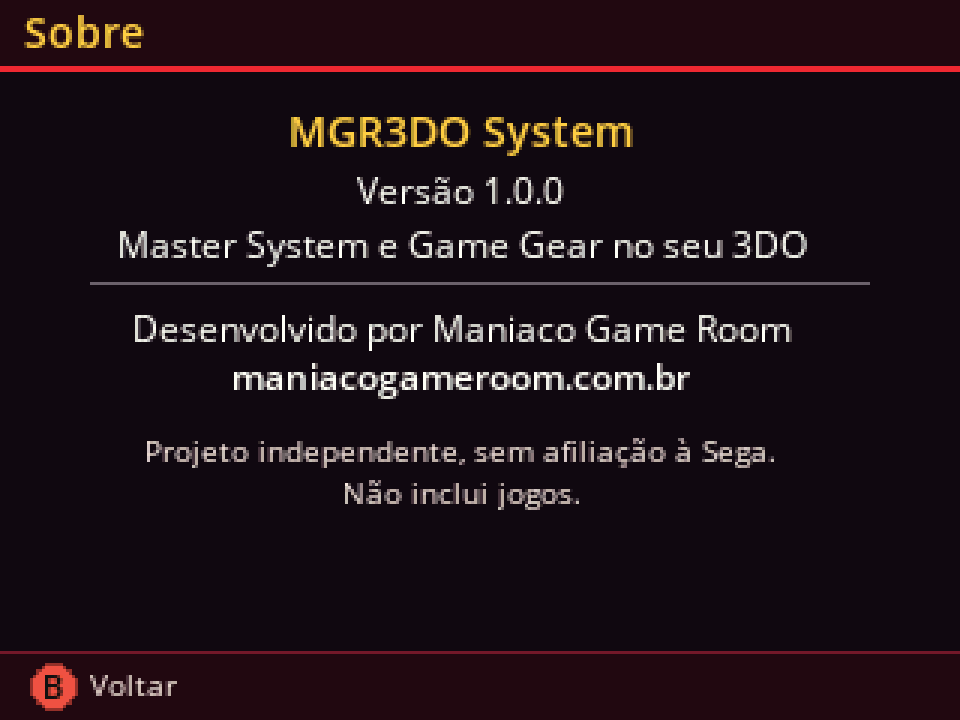 Sobre
MGR3DO System
Versão 1.0.0
Master System e Game Gear no seu 3DO
Desenvolvido por Maniaco Game Room
maniacogameroom.com.br
Projeto independente, sem afiliação à Sega.
Não inclui jogos.
B Voltar